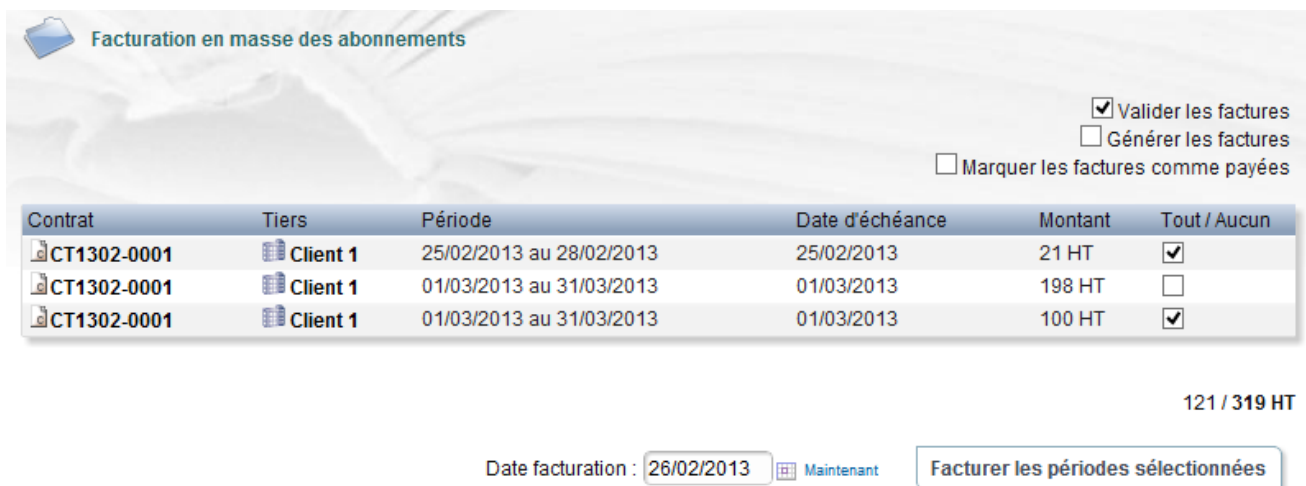 Facturation en masse des abonnements
Valider les factures
Générer les factures
Marquer les factures comme payées
Contrat Tiers Période Date d'échéance Montant Tout / Aucun
CT1302-0001 Client 1 25/02/2013 au 28/02/2013 25/02/2013 21 HT
CT1302-0001 Client 1 01/03/2013 au 31/03/2013 01/03/2013 198 HT
CT1302-0001 Client 1 01/03/2013 au 31/03/2013 01/03/2013 100 HT
121 / 319 HT
Date facturation : 26/02/2013 Maintenant Facturer les périodes sélectionnées